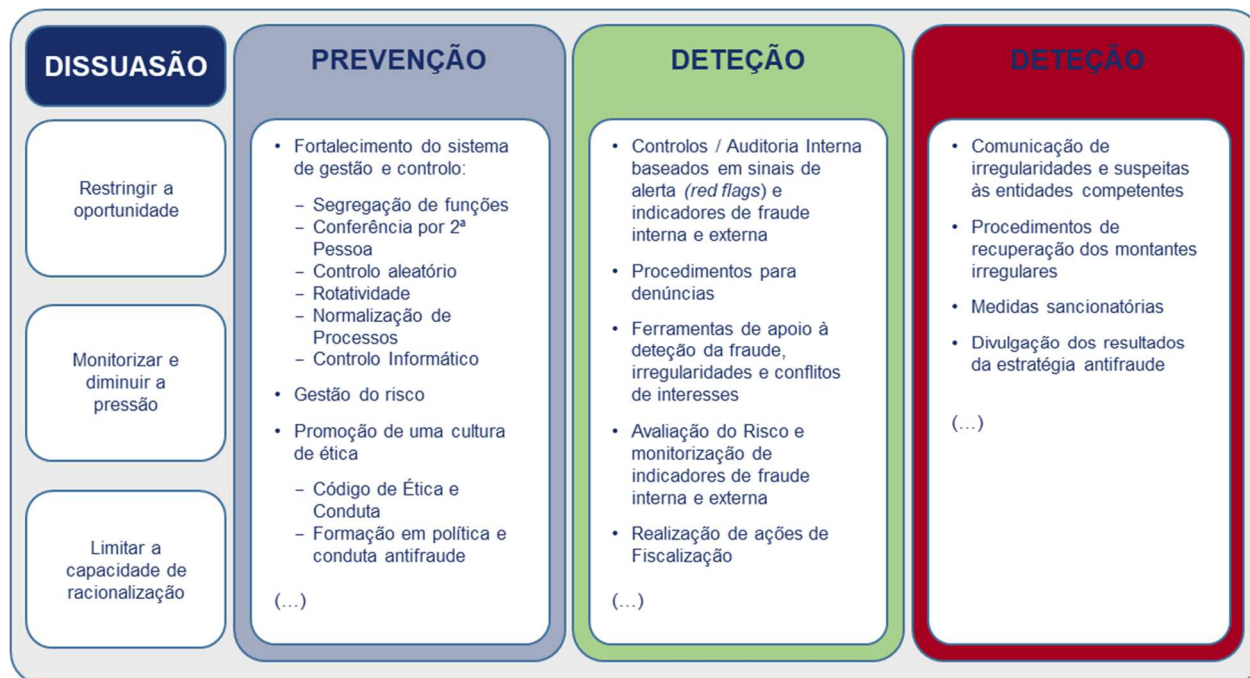 DISSUASÃO
Restringir a
oportunidade
Monitorizar e
diminuir a
pressão
Limitar a
capacidade de
racionalização
PREVENÇÃO
• Fortalecimento do sistema
de gestão e controlo:
– Segregação de funções
– Conferência por 2ª
Pessoa
– Controlo aleatório
– Rotatividade
– Normalização de
Processos
– Controlo Informático
• Gestão do risco
• Promoção de uma cultura
de ética
– Código de Ética e
Conduta
– Formação em política e
conduta antifraude
(…)
DETEÇÃO
• Controlos / Auditoria Interna
baseados em sinais de
alerta (red flags) e
indicadores de fraude
interna e externa
• Procedimentos para
denúncias
• Ferramentas de apoio à
deteção da fraude,
irregularidades e conflitos
de interesses
• Avaliação do Risco e
monitorização de
indicadores de fraude
interna e externa
• Realização de ações de
Fiscalização
(…)
DETEÇÃO
• Comunicação de
irregularidades e suspeitas
às entidades competentes
• Procedimentos de
recuperação dos montantes
irregulares
• Medidas sancionatórias
• Divulgação dos resultados
da estratégia antifraude
(…)